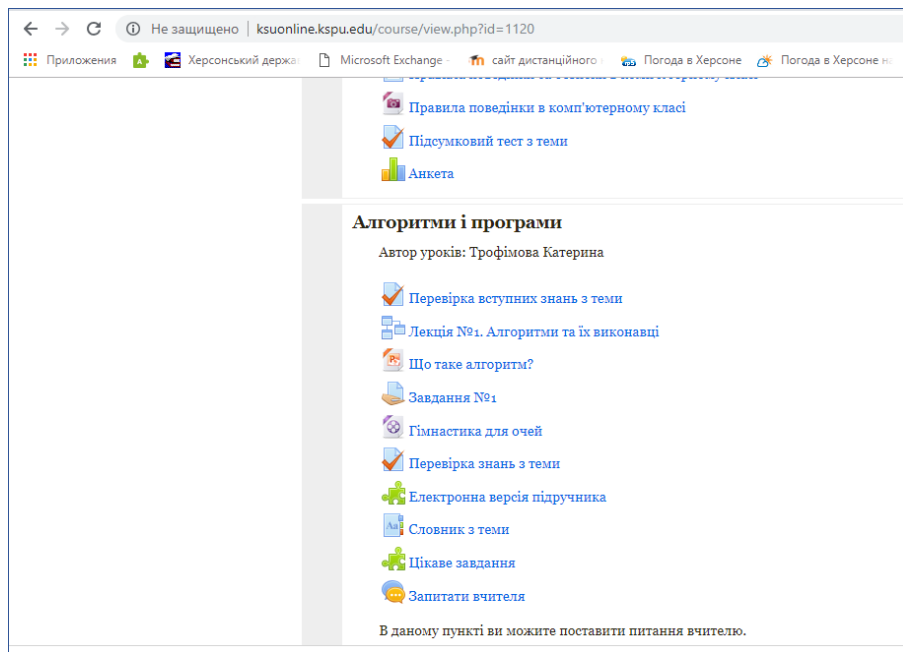 Не защищено | ksuonline.kspu.edu/course/view.php?id=1120
Приложения Херсонський держа Microsoft Exchange - сайт дистанційного Погода в Херсоне Погода в Херсоне на
Правила поведінки в комп'ютерному класі
Підсумковий тест з теми
Анкета
Алгоритми і програми
Автор уроків: Трофімова Катерина
Перевірка вступних знань з теми
Лекція №1. Алгоритми та їх виконавці
Що таке алгоритм?
Завдання №1
Гімнастика для очей
Перевірка знань з теми
Електронна версія підручника
Словник з теми
Цікаве завдання
Запитати вчителя
В даному пункті ви можите поставити питання вчителю.